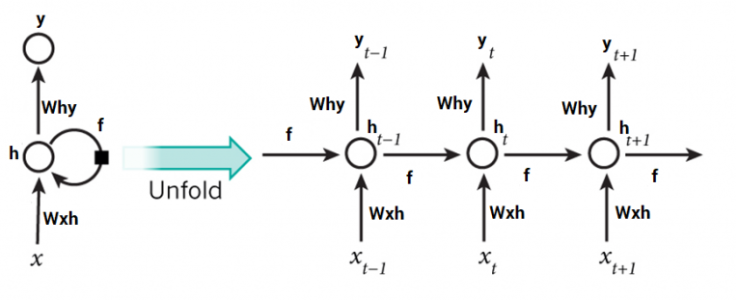 y
Why
f
h
Wxh
x
Unfold
y t-1
y t
y t+1
Why
Why
Why
f
h t-1
h t
h t+1
f
f
f
Wxh
Wxh
Wxh
x t-1
x t
x t+1